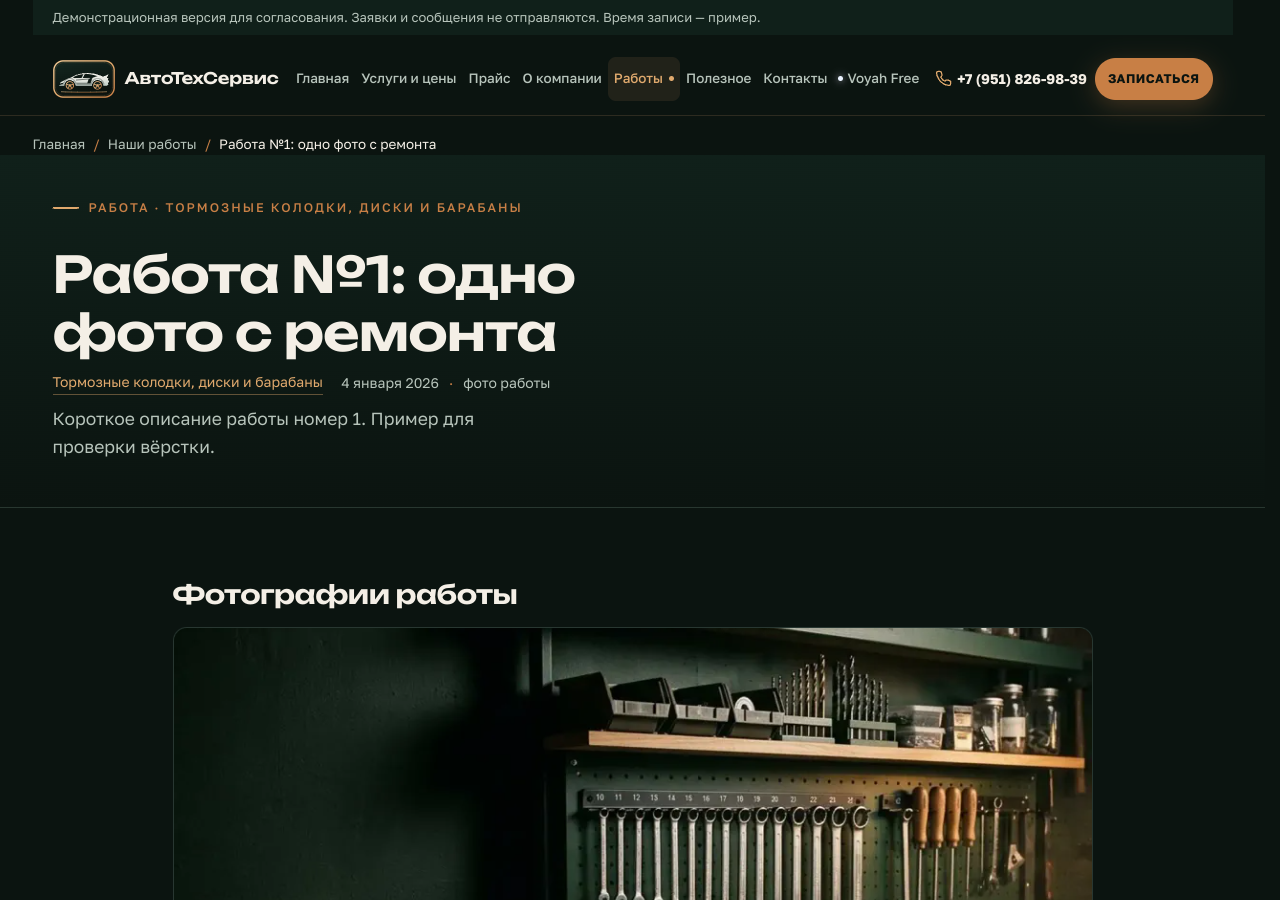 Демонстрационная версия для согласования. Заявки и сообщения не отправляются. Время записи — пример.
АвтоТехСервис Главная Услуги и цены Прайс О компании Работы Полезное Контакты Voyah Free +7 (951) 826-98-39 ЗАПИСАТЬСЯ
Главная / Наши работы / Работа №1: одно фото с ремонта
РАБОТА · ТОРМОЗНЫЕ КОЛОДКИ, ДИСКИ И БАРАБАНЫ
Работа №1: одно
фото с ремонта
Тормозные колодки, диски и барабаны 4 января 2026 · фото работы
Короткое описание работы номер 1. Пример для
проверки вёрстки.
Фотографии работы
10 11 12 13 14 15 16 17 18 19 20 21 22